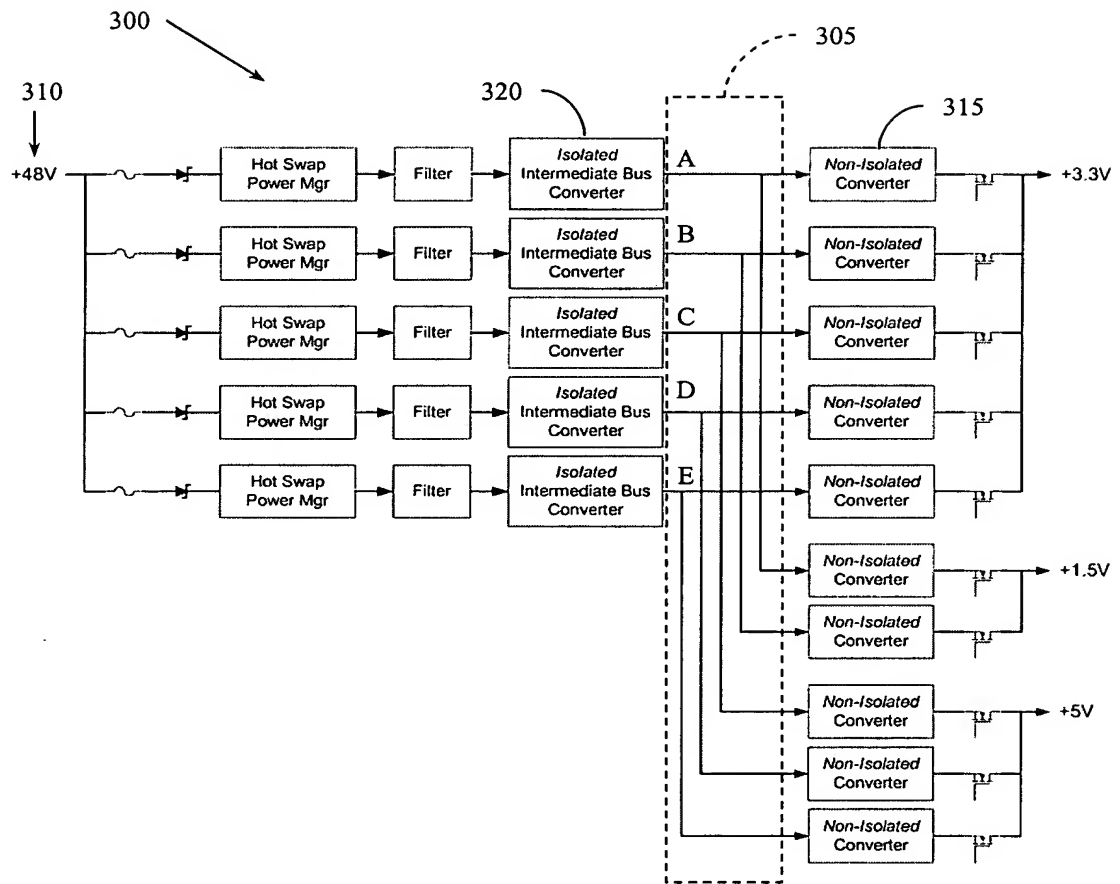 300
305
310
320
315
+48V
Hot Swap
Power Mgr
Filter
Isolated
Intermediate Bus
Converter
A
Non-Isolated
Converter
+3.3V
Hot Swap
Power Mgr
Filter
Isolated
Intermediate Bus
Converter
B
Non-Isolated
Converter
Hot Swap
Power Mgr
Filter
Isolated
Intermediate Bus
Converter
C
Non-Isolated
Converter
Hot Swap
Power Mgr
Filter
Isolated
Intermediate Bus
Converter
D
Non-Isolated
Converter
Hot Swap
Power Mgr
Filter
Isolated
Intermediate Bus
Converter
E
Non-Isolated
Converter
Non-Isolated
Converter
+1.5V
Non-Isolated
Converter
Non-Isolated
Converter
+5V
Non-Isolated
Converter
Non-Isolated
Converter